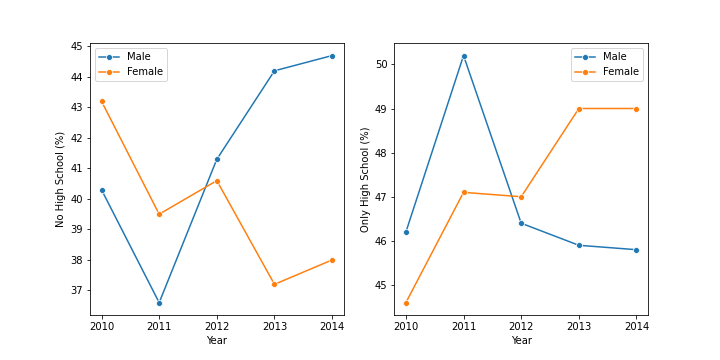 No High School (%)
45
44
43
42
41
40
39
38
37
Male
Female
2010 2011 2012 2013 2014
Year
Only High School (%)
50
49
48
47
46
45
Male
Female
2010 2011 2012 2013 2014
Year